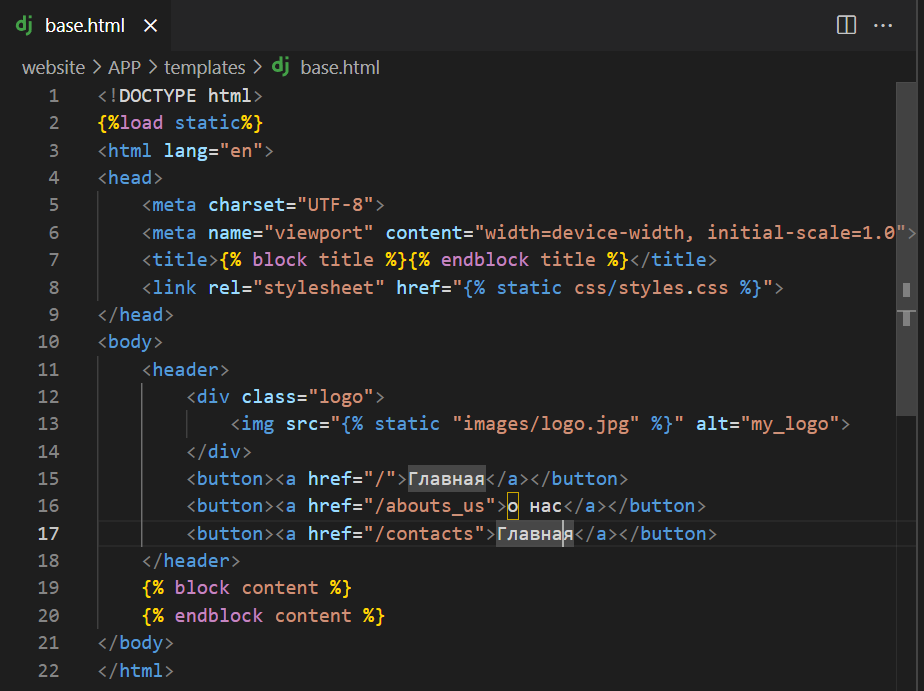 base.html
website > APP > templates > base.html
1 <!DOCTYPE html>
2 {%load static%}
3 <html lang="en">
4 <head>
5     <meta charset="UTF-8">
6     <meta name="viewport" content="width=device-width, initial-scale=1.0">
7     <title>{% block title %}{% endblock title %}</title>
8     <link rel="stylesheet" href="{% static css/styles.css %}">
9 </head>
10 <body>
11     <header>
12         <div class="logo">
13             <img src="{% static "images/logo.jpg" %}" alt="my_logo">
14         </div>
15         <button><a href="/">Главная</a></button>
16         <button><a href="/abouts_us">о нас</a></button>
17         <button><a href="/contacts">Главная</a></button>
18     </header>
19     {% block content %}
20     {% endblock content %}
21 </body>
22 </html>